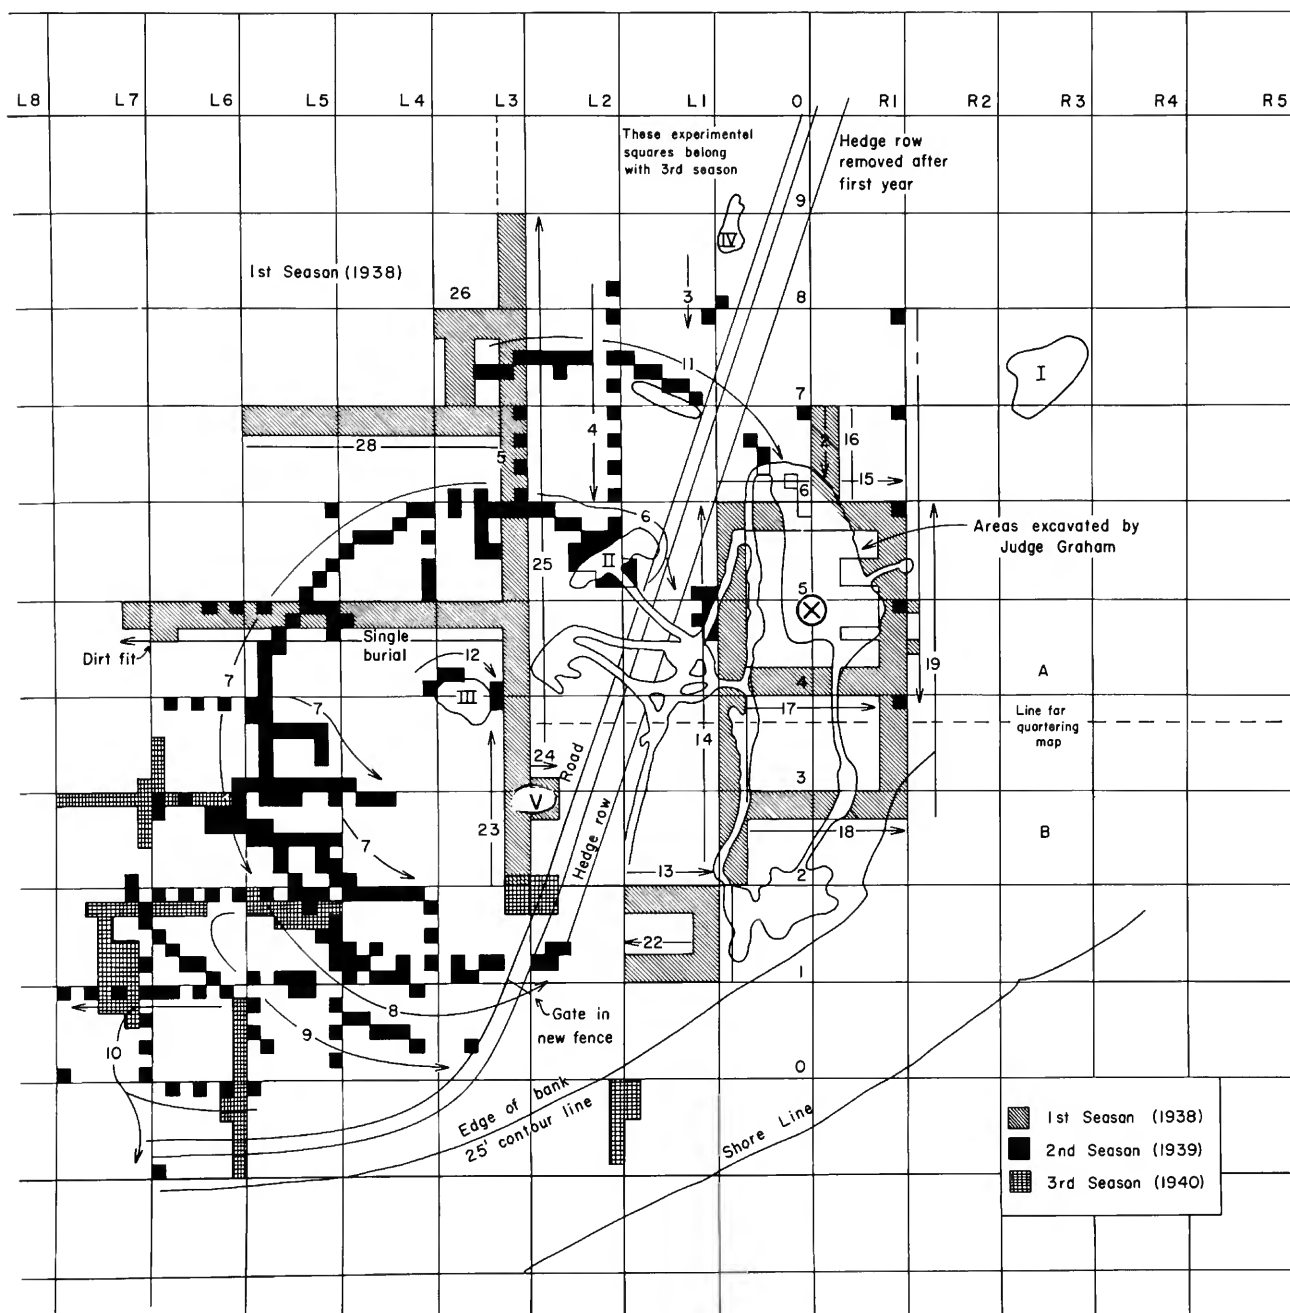 L8 L7 L6 L5 L4 L3 L2 L1 0 R1 R2 R3 R4 R5
These experimental
squares belong
with 3rd season
Hedge row
removed after
first year
9
IV
1st Season (1938)
26
3
8
11
I
7
4
2
16
28
5
15
6
6
Areas excavated by
Judge Graham
II
25
5
Single
burial
Dirt fit
12
19
A
7
III
4
7
17
Line far
quartering
map
14
24
Road
3
V
23
Hedge row
B
7
18
13
2
22
1
8
Gate in
new fence
9
10
0
Edge of bank
25' contour line
Shore Line
1st Season (1938)
2nd Season (1939)
3rd Season (1940)